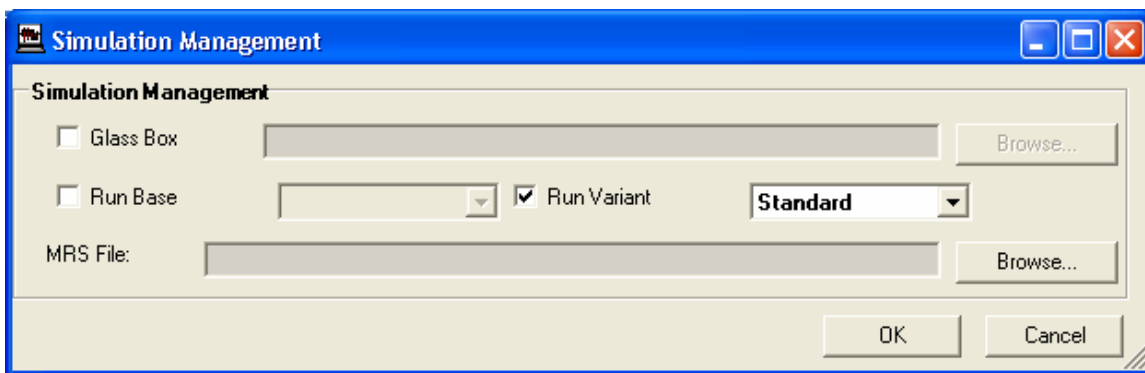 Simulation Management
Simulation Management
Glass Box Browse...
Run Base Run Variant Standard
MRS File: Browse...
OK Cancel